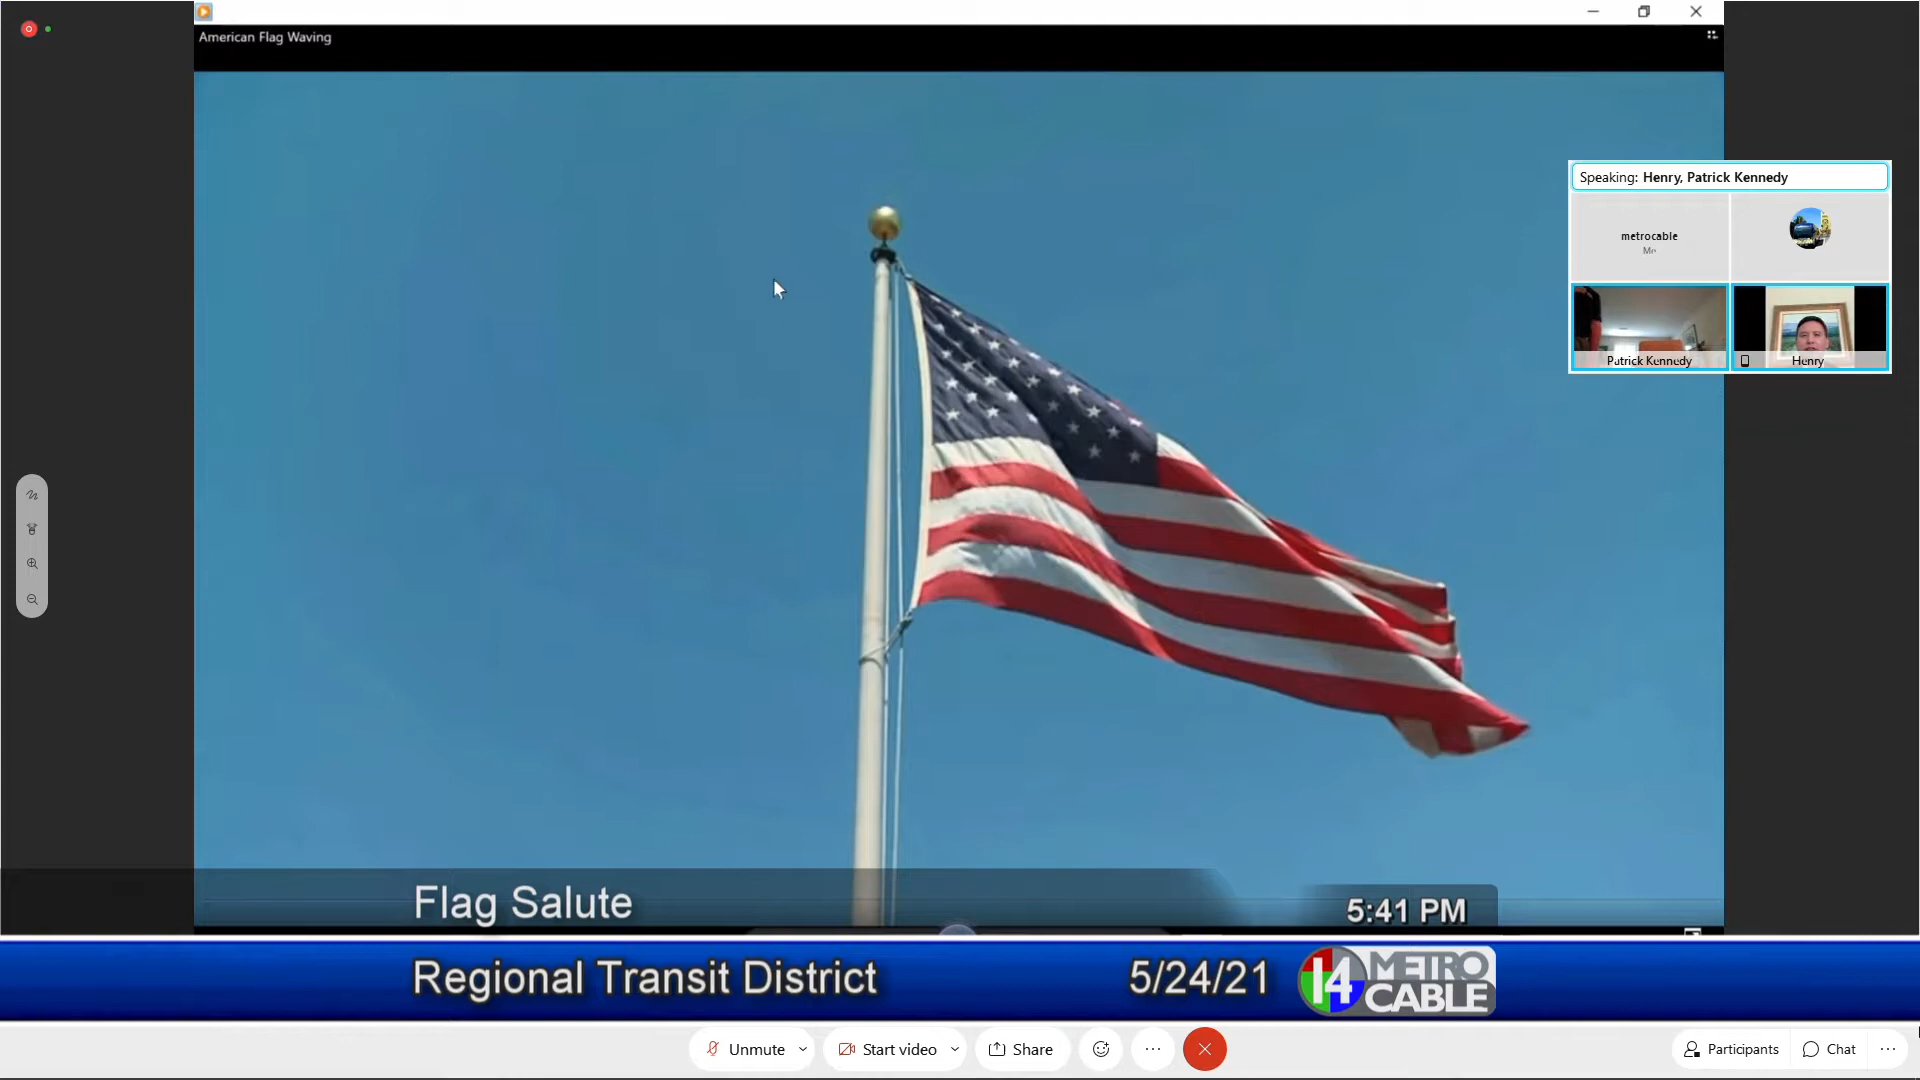 American Flag Waving
Speaking: Henry, Patrick Kennedy
metrocable
Me
Patrick Kennedy
Henry
Flag Salute
5:41 PM
Regional Transit District
5/24/21
14 METRO
CABLE
Unmute
Start video
Share
Participants
Chat